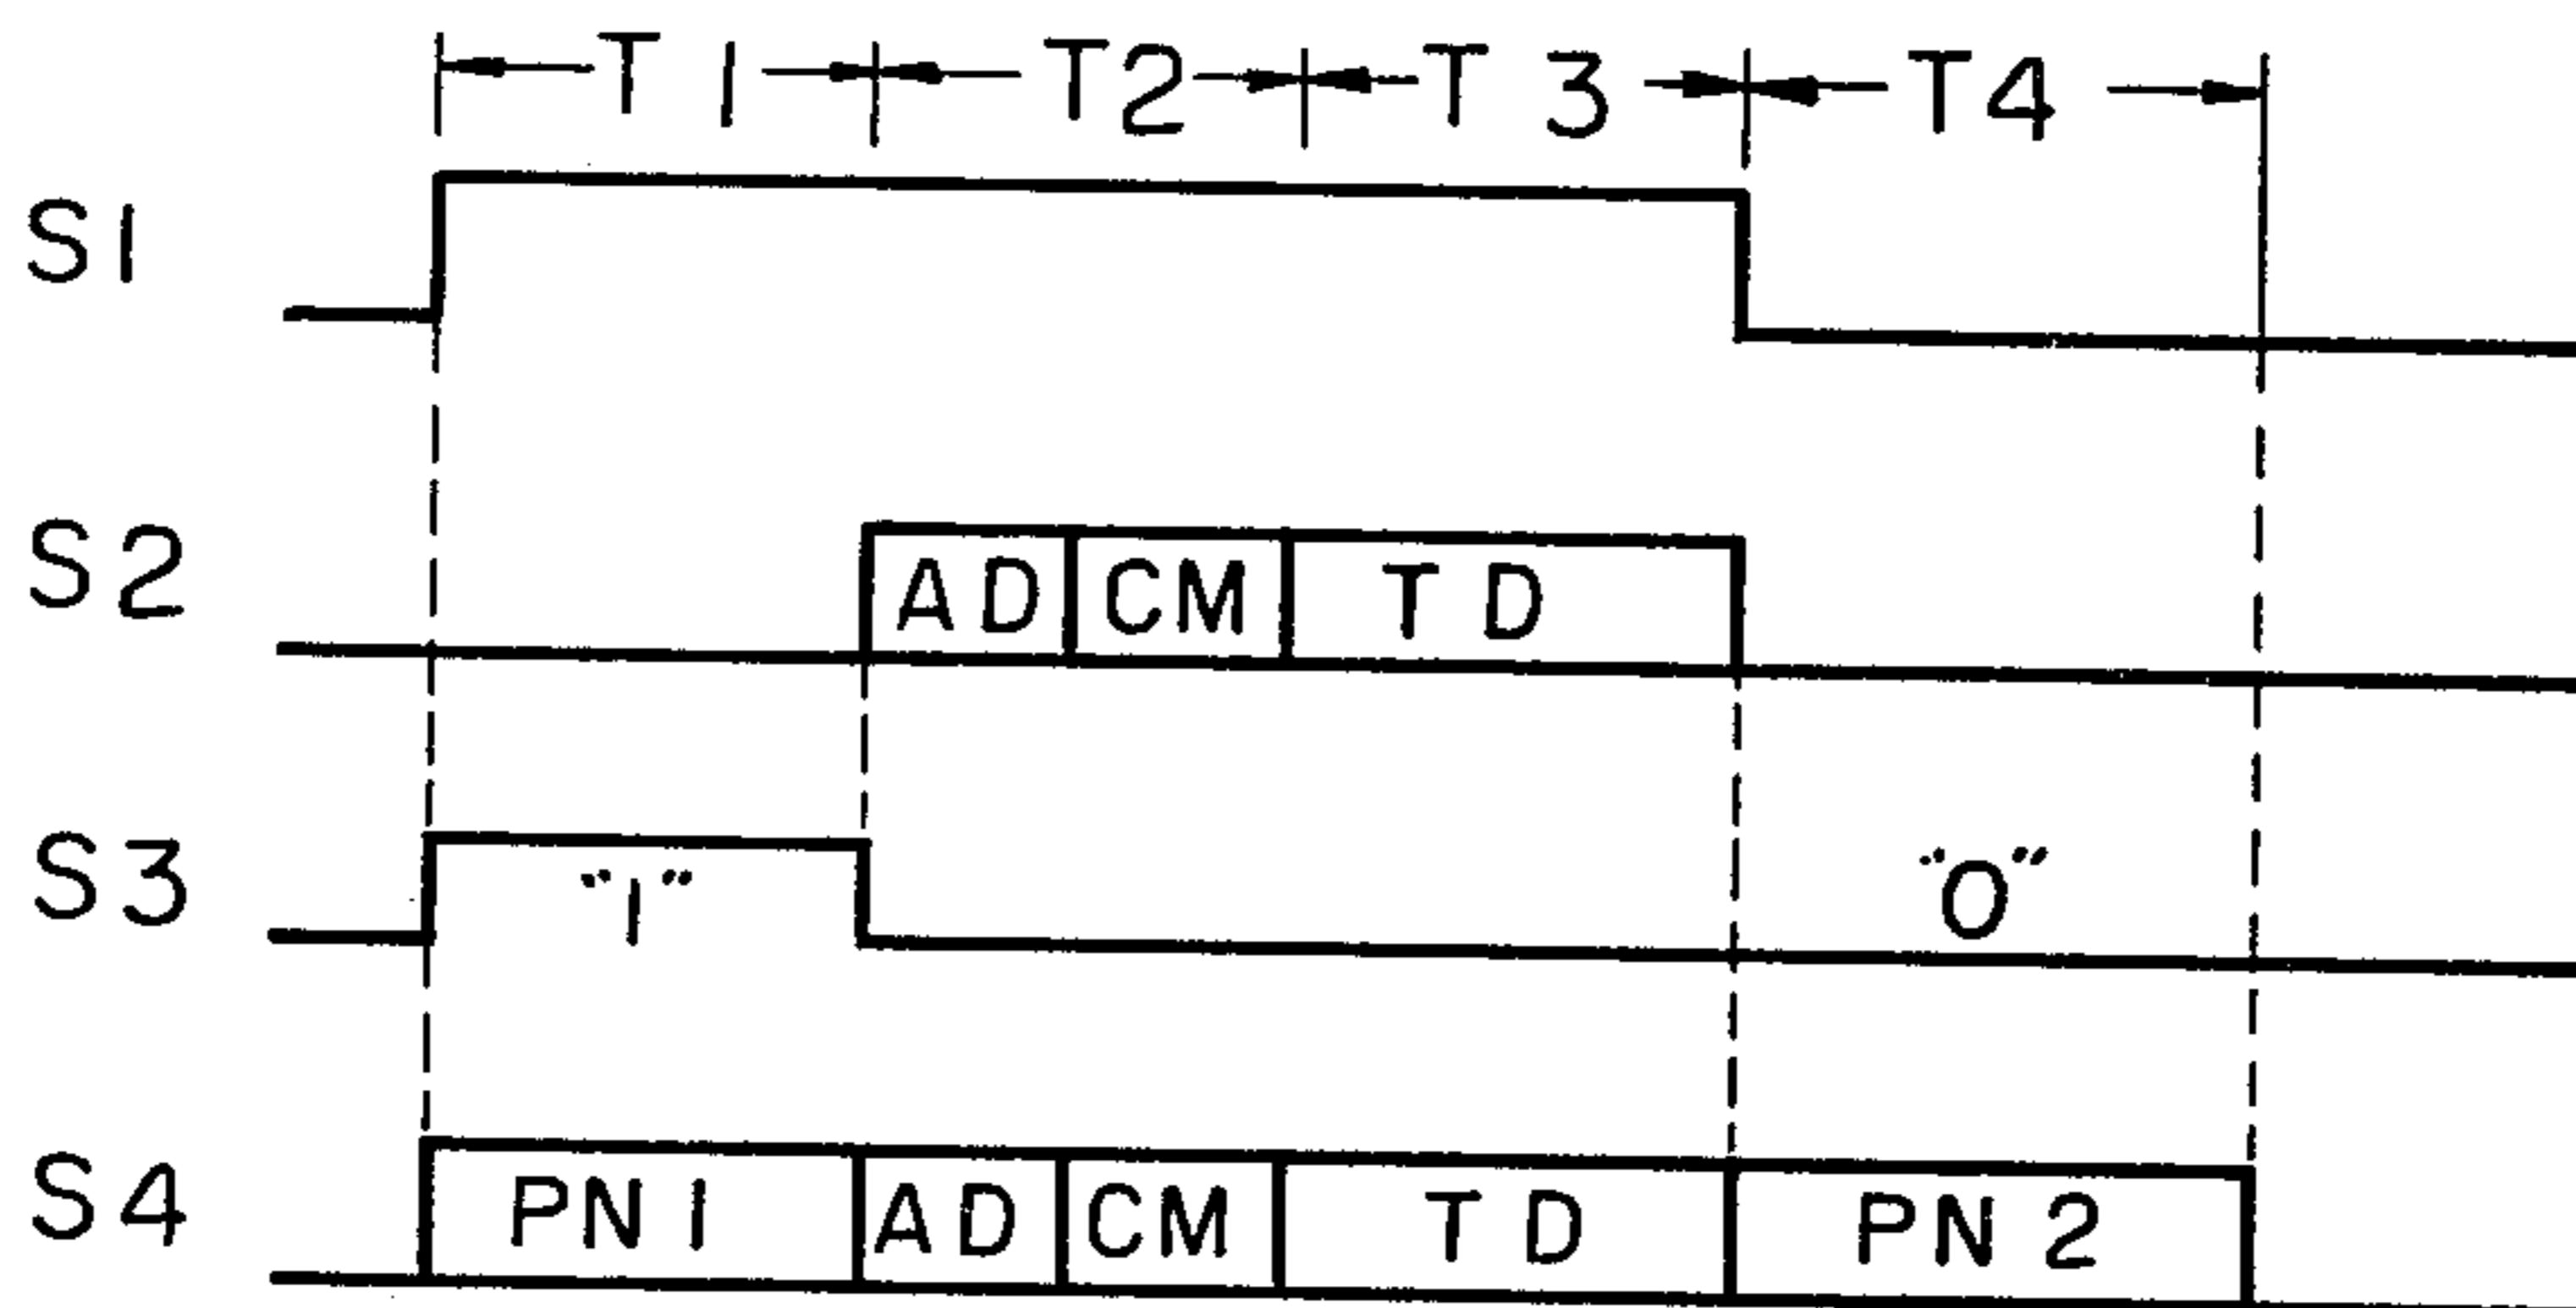 T1 T2 T3 T4
S1
S2 AD CM TD
S3 "1" "0"
S4 PN1 AD CM TD PN2